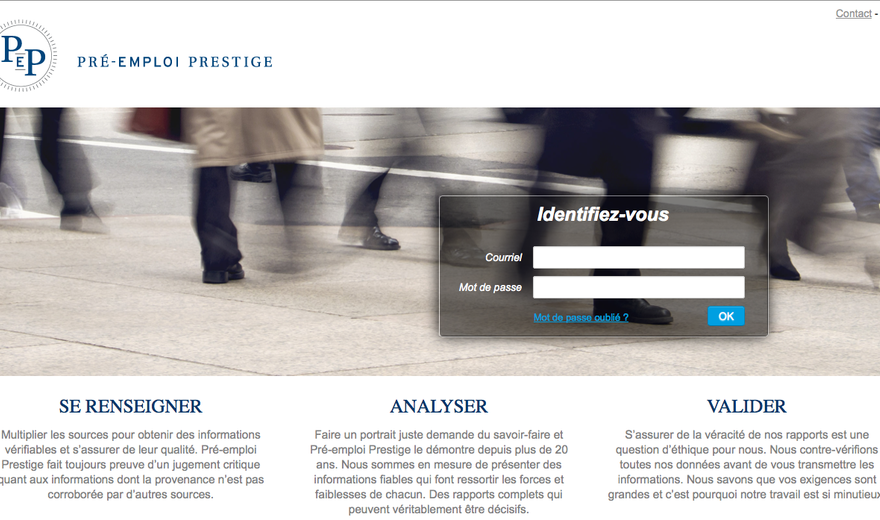 Contact -
PEP
PRÉ-EMPLOI PRESTIGE
Identifiez-vous
Courriel
Mot de passe
Mot de passe oublié ?
OK
SE RENSEIGNER
Multiplier les sources pour obtenir des informations
vérifiables et s'assurer de leur qualité. Pré-emploi
Prestige fait toujours preuve d'un jugement critique
quant aux informations dont la provenance n'est pas
corroborée par d'autres sources.
ANALYSER
Faire un portrait juste demande du savoir-faire et
Pré-emploi Prestige le démontre depuis plus de 20
ans. Nous sommes en mesure de présenter des
informations fiables qui font ressortir les forces et
faiblesses de chacun. Des rapports complets qui
peuvent véritablement être décisifs.
VALIDER
S'assurer de la véracité de nos rapports est une
question d'éthique pour nous. Nous contre-vérifions
toutes nos données avant de vous transmettre les
informations. Nous savons que vos exigences sont
grandes et c'est pourquoi notre travail est si minutieux